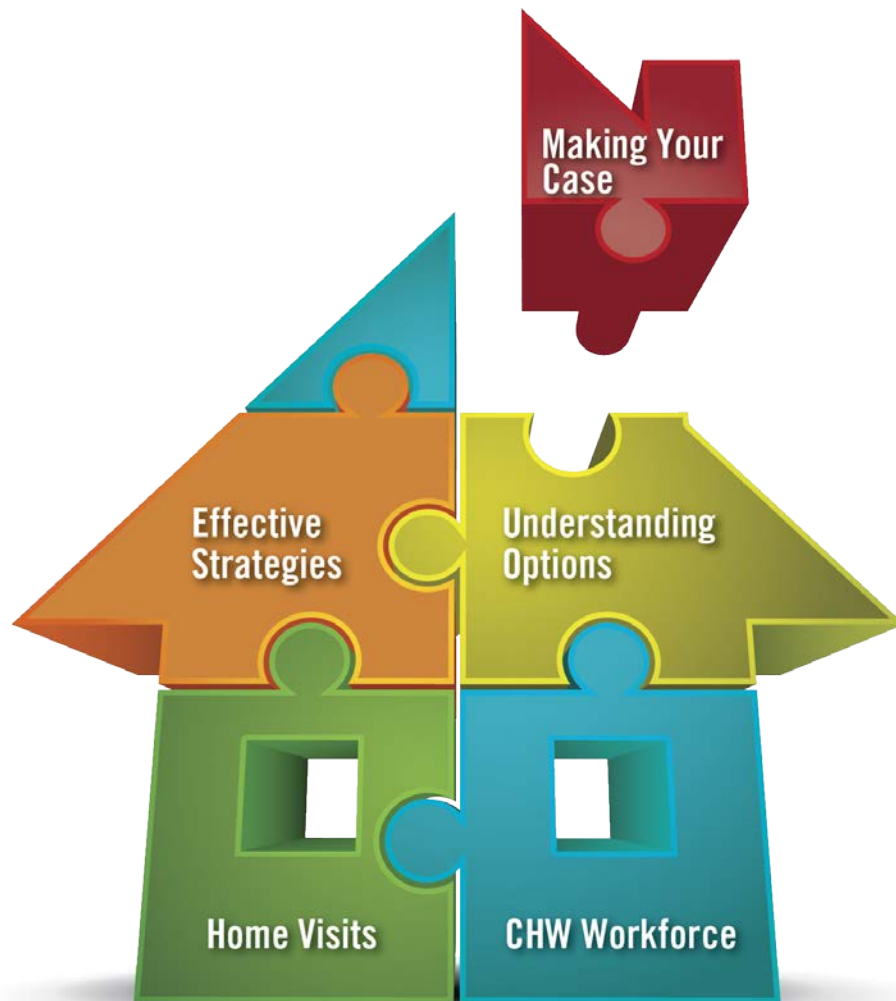 Making Your
Case
Effective
Strategies
Understanding
Options
Home Visits
CHW Workforce